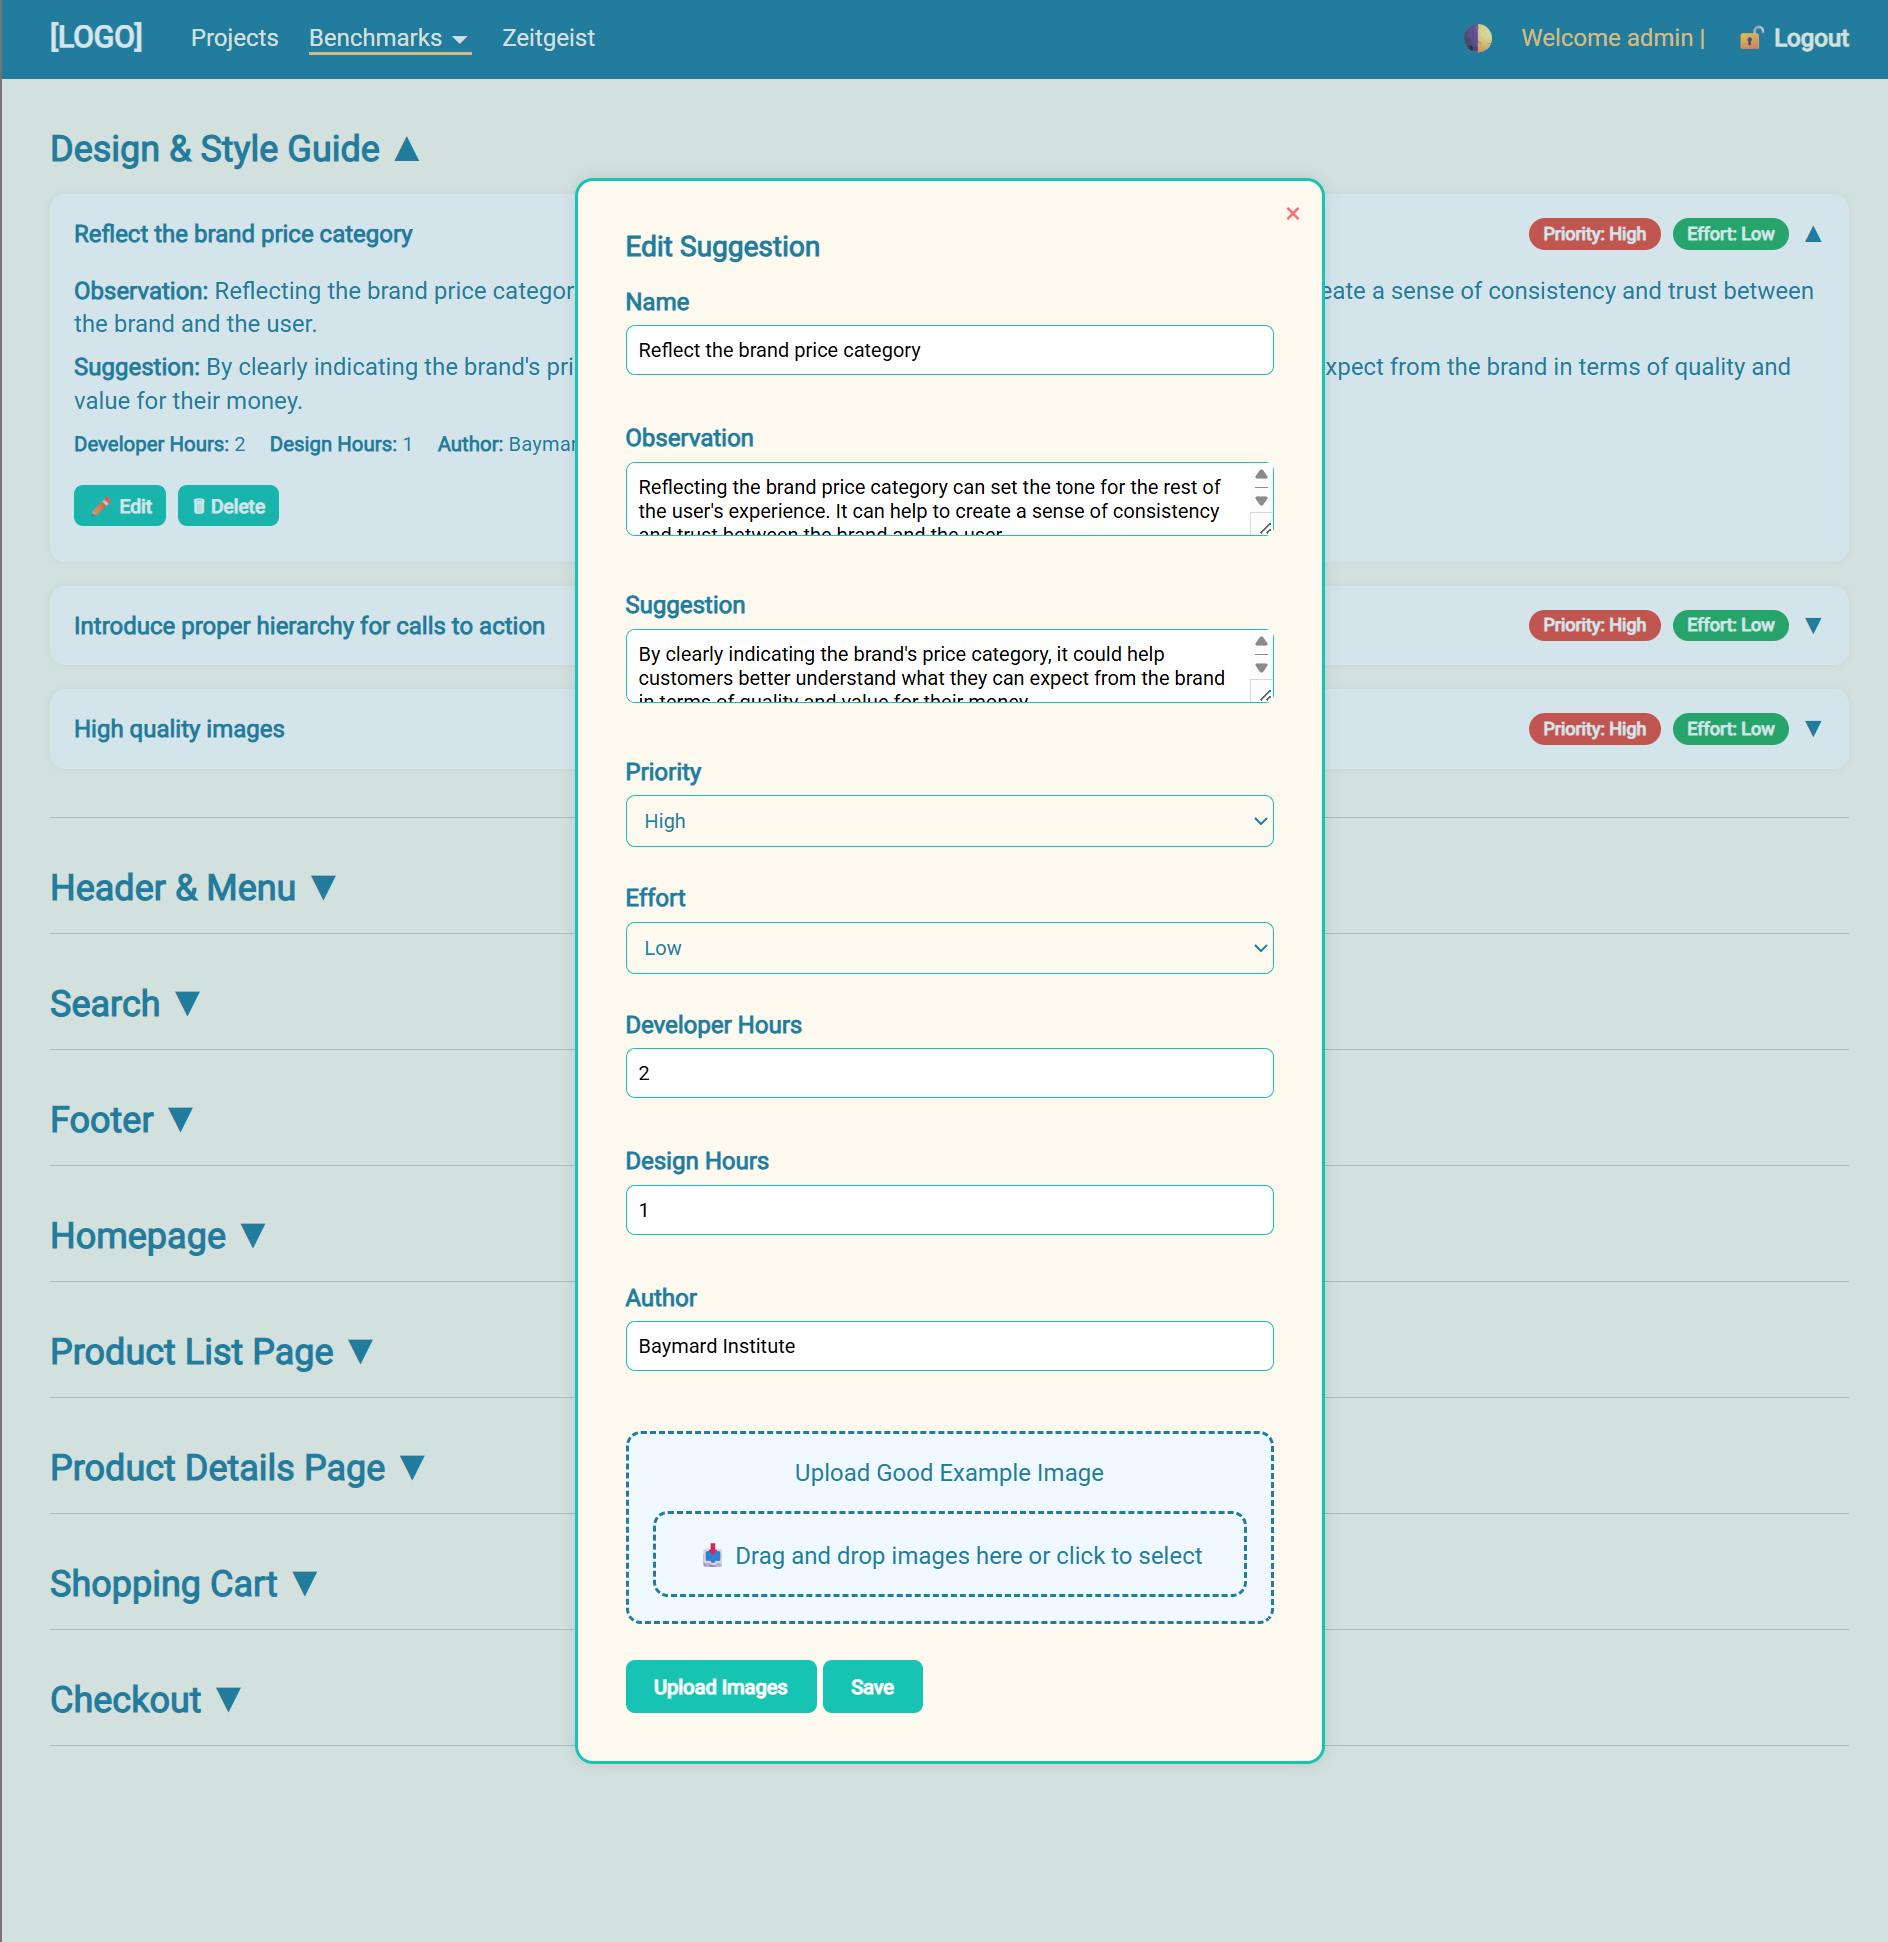 [LOGO] Projects Benchmarks Zeitgeist Welcome admin | Logout
Design & Style Guide
Reflect the brand price category
Priority: High Effort: Low
Observation: Reflecting the brand price categor
eate a sense of consistency and trust between
the brand and the user.
Suggestion: By clearly indicating the brand's pri
xpect from the brand in terms of quality and
value for their money.
Developer Hours: 2 Design Hours: 1 Author: Baymar
Edit Delete
Introduce proper hierarchy for calls to action
Priority: High Effort: Low
High quality images
Priority: High Effort: Low
Header & Menu
Search
Footer
Homepage
Product List Page
Product Details Page
Shopping Cart
Checkout
×
Edit Suggestion
Name
Reflect the brand price category
Observation
Reflecting the brand price category can set the tone for the rest of
the user's experience. It can help to create a sense of consistency
and trust between the brand and the user.
Suggestion
By clearly indicating the brand's price category, it could help
customers better understand what they can expect from the brand
in terms of quality and value for their money.
Priority
High
Effort
Low
Developer Hours
2
Design Hours
1
Author
Baymard Institute
Upload Good Example Image
Drag and drop images here or click to select
Upload Images Save